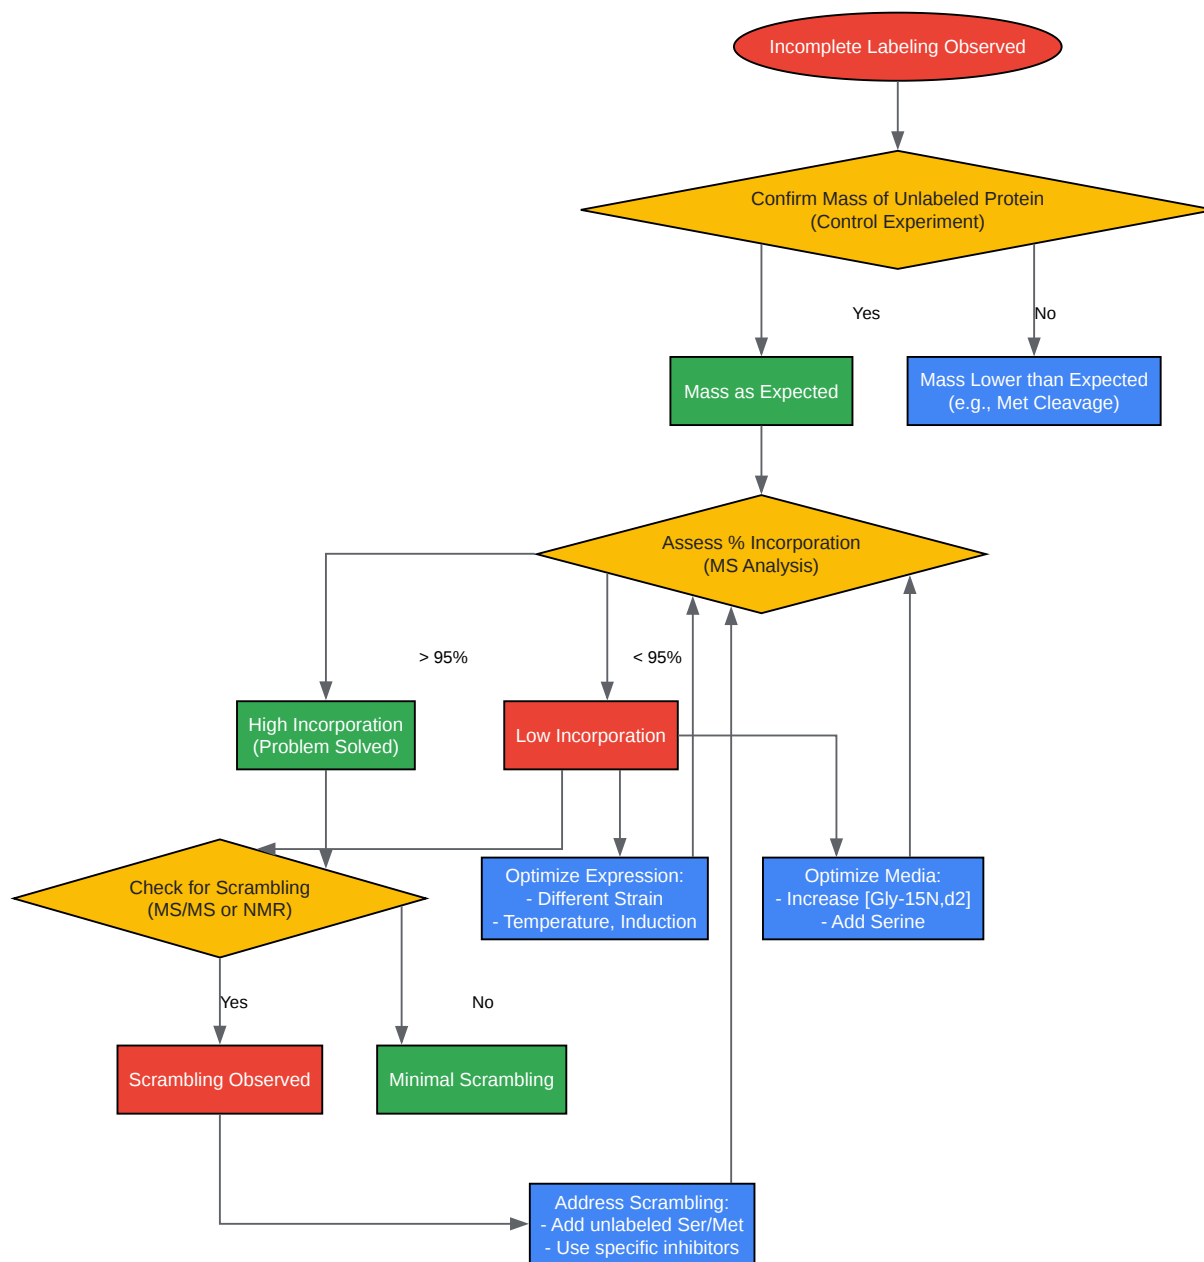 Incomplete Labeling Observed
Confirm Mass of Unlabeled Protein
(Control Experiment)
Yes
No
Mass as Expected
Mass Lower than Expected
(e.g., Met Cleavage)
Assess % Incorporation
(MS Analysis)
> 95%
< 95%
High Incorporation
(Problem Solved)
Low Incorporation
Check for Scrambling
(MS/MS or NMR)
Optimize Expression:
- Different Strain
- Temperature, Induction
Optimize Media:
- Increase [Gly-15N,d2]
- Add Serine
Yes
No
Scrambling Observed
Minimal Scrambling
Address Scrambling:
- Add unlabeled Ser/Met
- Use specific inhibitors